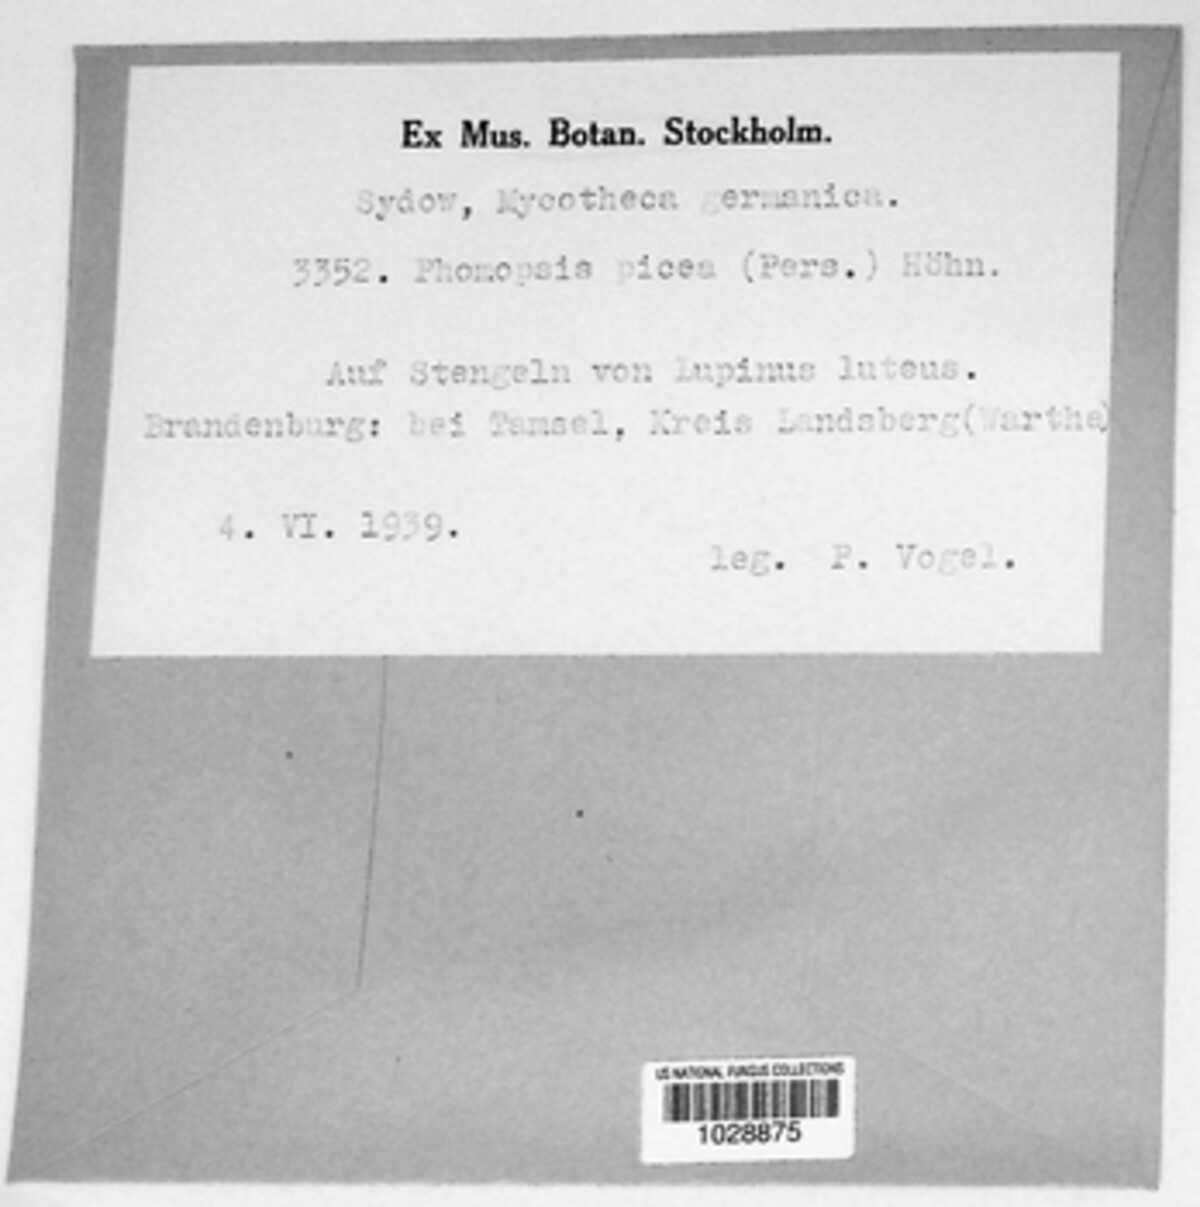 Ex Mus. Botan. Stockholm.
Sydow, Mycotheca germanica.
3352. Phomopsis picea (Pers.) Höhn.
Auf Stengeln von Lupinus luteus.
Brandenburg: bei Tamsel, Kreis Landsberg(Warthe)
4. VI. 1939.
leg. P. Vogel.
US NATIONAL FUNGUS COLLECTIONS
1028875